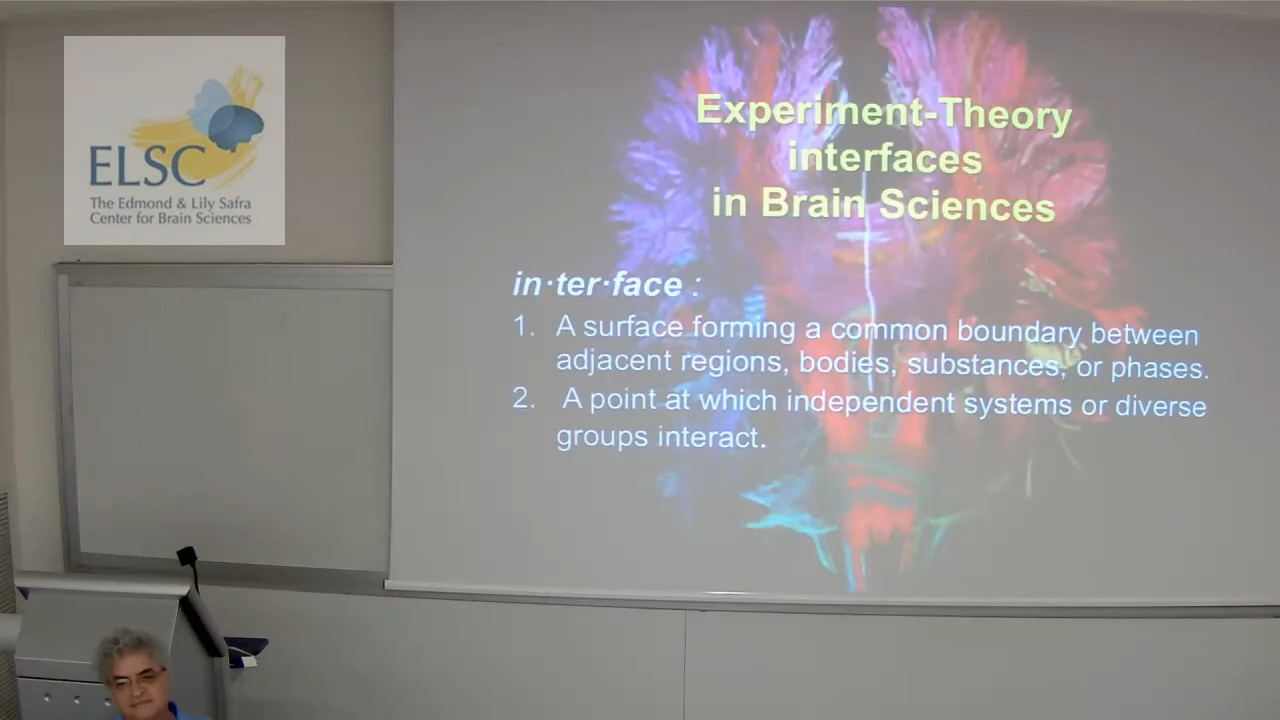 ELSC
The Edmond & Lily Safra
Center for Brain Sciences
Experiment-Theory
interfaces
in Brain Sciences
in·ter·face :
1. A surface forming a common boundary between
adjacent regions, bodies, substances, or phases.
2. A point at which independent systems or diverse
groups interact.